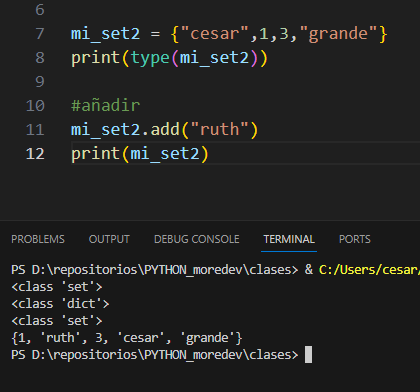 6
7 mi_set2 = {"cesar",1,3,"grande"}
8 print(type(mi_set2))
9
10 #añadir
11 mi_set2.add("ruth")
12 print(mi_set2)
PROBLEMS OUTPUT DEBUG CONSOLE TERMINAL PORTS
PS D:\repositorios\PYTHON_moredev\clases> & C:/Users/cesar/
<class 'set'>
<class 'dict'>
<class 'set'>
{1, 'ruth', 3, 'cesar', 'grande'}
PS D:\repositorios\PYTHON_moredev\clases>